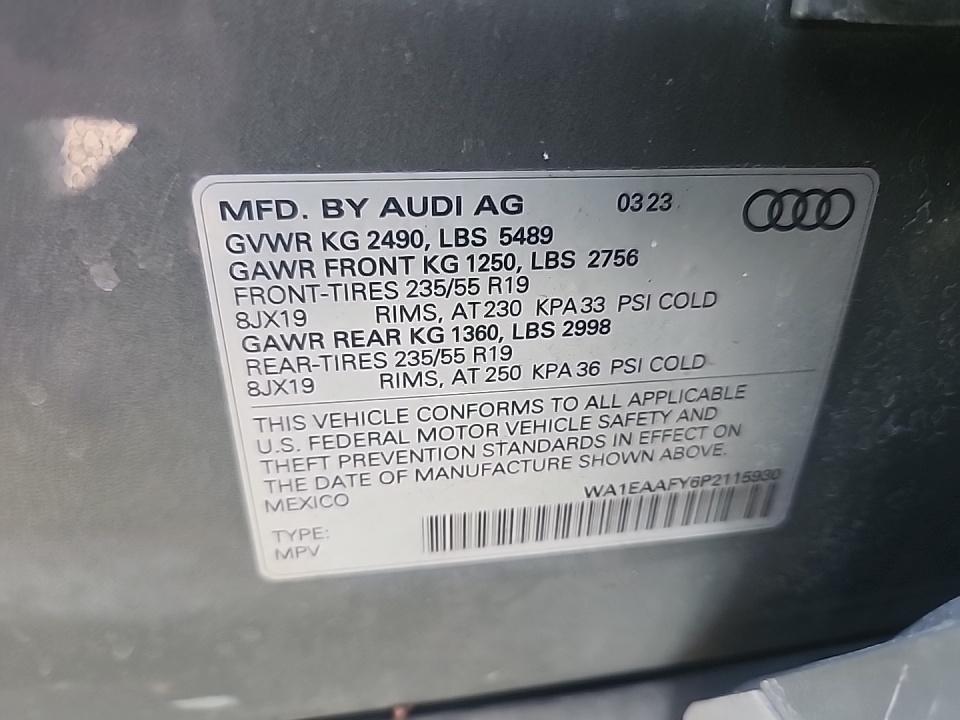 MFD. BY AUDI AG 03 23
GVWR KG 2490, LBS 5489
GAWR FRONT KG 1250, LBS 2756
FRONT-TIRES 235/55 R19
8JX19 RIMS, AT 230 KPA 33 PSI COLD
GAWR REAR KG 1360, LBS 2998
REAR-TIRES 235/55 R19
8JX19 RIMS, AT 250 KPA 36 PSI COLD
THIS VEHICLE CONFORMS TO ALL APPLICABLE
U.S. FEDERAL MOTOR VEHICLE SAFETY AND
THEFT PREVENTION STANDARDS IN EFFECT ON
THE DATE OF MANUFACTURE SHOWN ABOVE.
MEXICO WA1EAAFY6P2115930
TYPE:
MPV